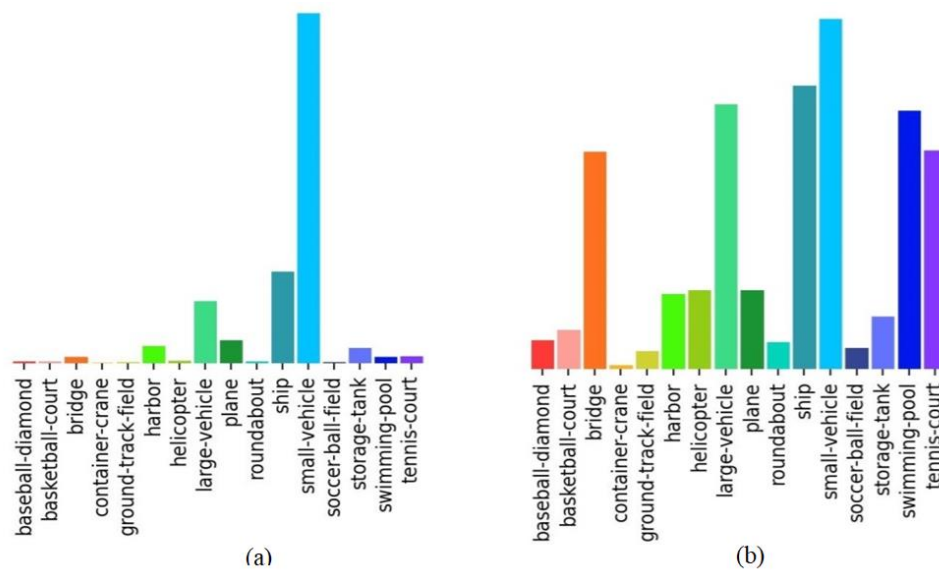 baseball-diamond
basketball-court
bridge
container-crane
ground-track-field
harbor
helicopter
large-vehicle
plane
roundabout
ship
small-vehicle
soccer-ball-field
storage-tank
swimming-pool
tennis-court
(a)
baseball-diamond
basketball-court
bridge
container-crane
ground-track-field
harbor
helicopter
large-vehicle
plane
roundabout
ship
small-vehicle
soccer-ball-field
storage-tank
swimming-pool
tennis-court
(b)